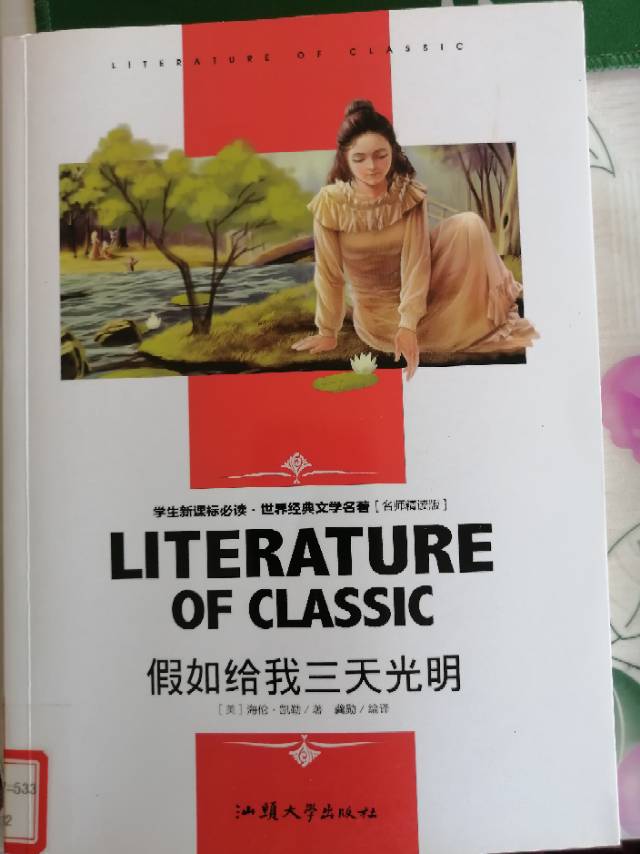 LITERATURE OF CLASSIC
学生新课标必读·世界经典文学名著[名师精读版]
LITERATURE
OF CLASSIC
假如给我三天光明
[美]海伦·凯勒/著 龚勋/编译
汕头大学出版社
-533